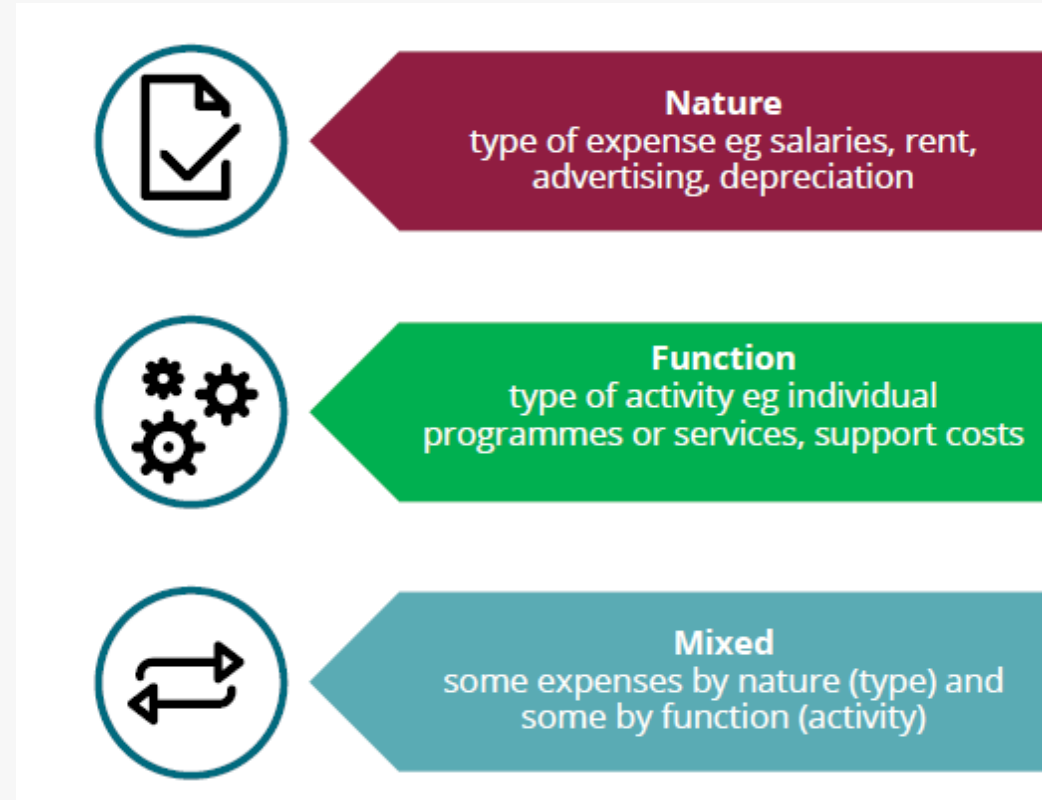 Nature
type of expense eg salaries, rent,
advertising, depreciation
Function
type of activity eg individual
programmes or services, support costs
Mixed
some expenses by nature (type) and
some by function (activity)